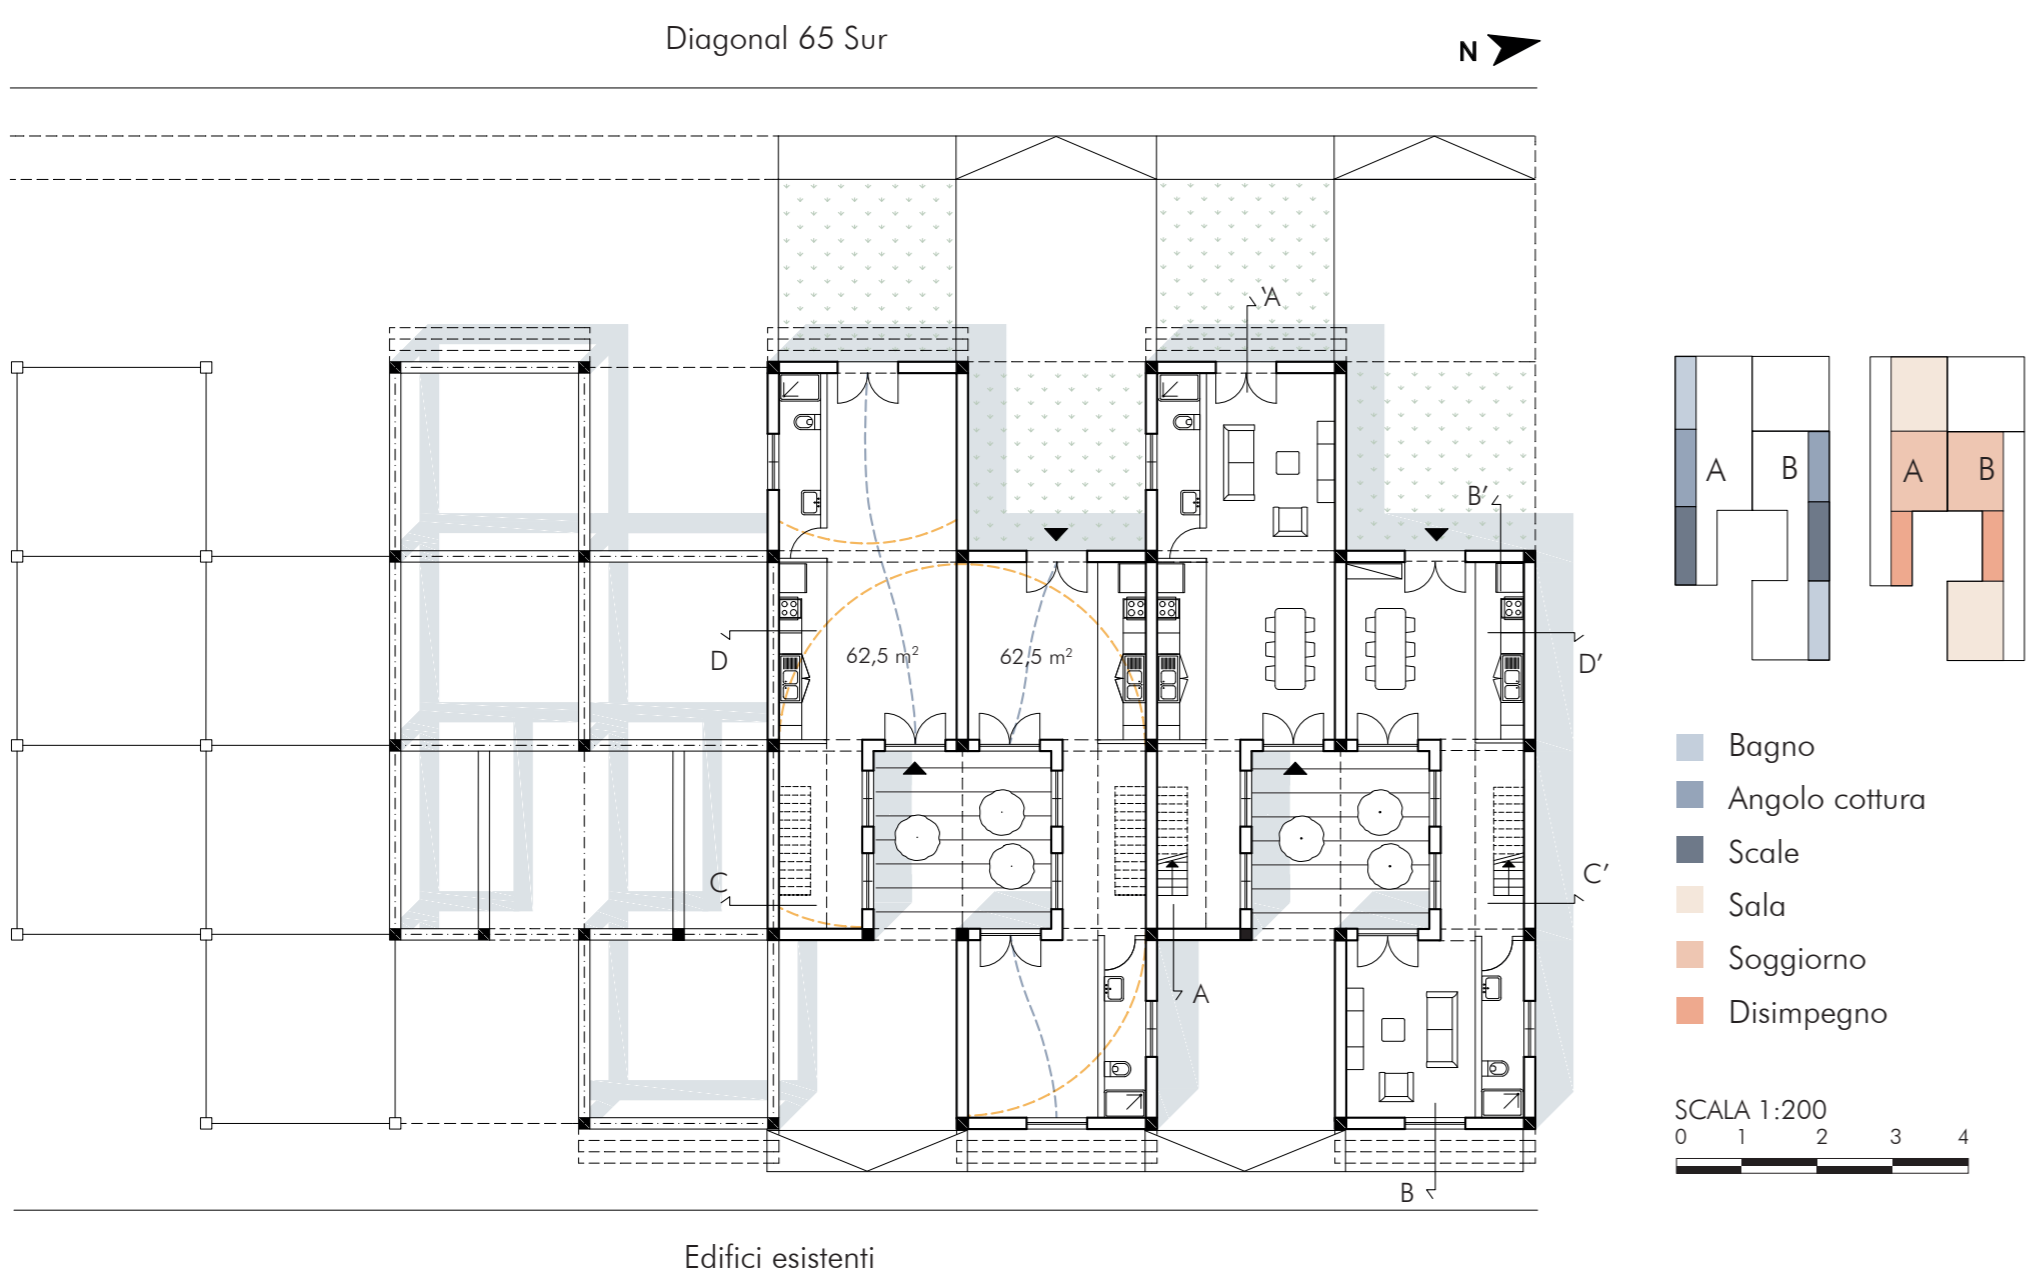 Diagonal 65 Sur
N
'A
B'
A B
A B
D
62,5 m²
62,5 m²
D'
C
C'
A
B
Bagno
Angolo cottura
Scale
Sala
Soggiorno
Disimpegno
SCALA 1:200
0 1 2 3 4
Edifici esistenti